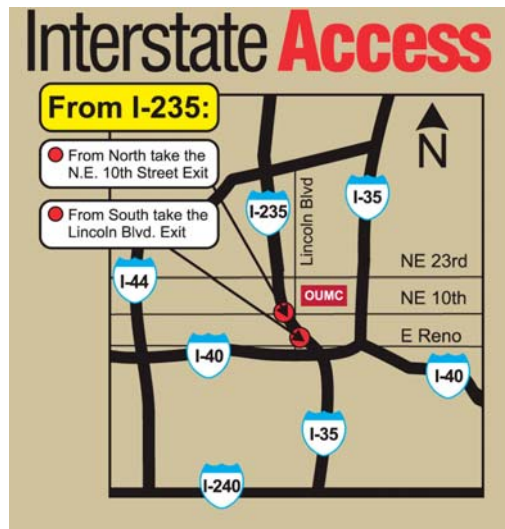 Interstate Access
From I-235:
From North take the
N.E. 10th Street Exit
From South take the
Lincoln Blvd. Exit
N
I-235
Lincoln Blvd
I-35
I-44
NE 23rd
OUMC
NE 10th
E Reno
I-40
I-40
I-35
I-240